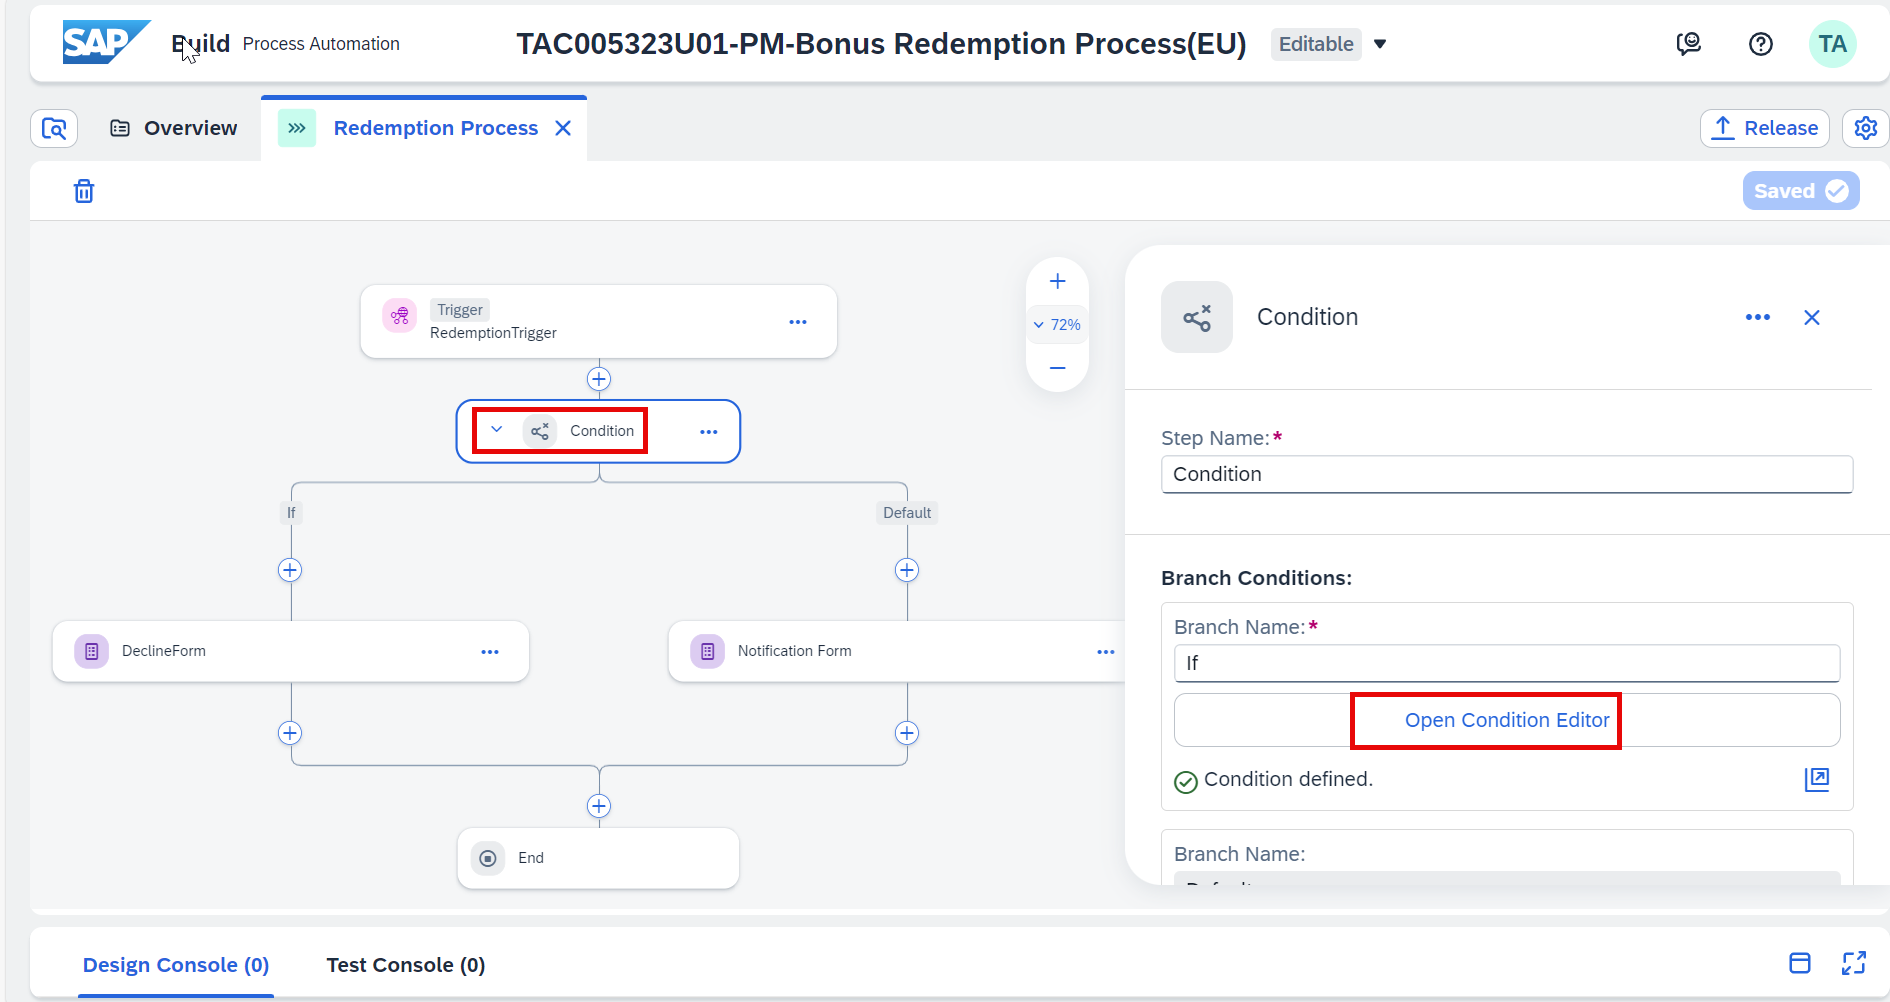 SAP Build Process Automation
TAC005323U01-PM-Bonus Redemption Process(EU)
Editable
TA
Overview
Redemption Process
Release
Saved
Trigger
RedemptionTrigger
72%
Condition
If
Default
DeclineForm
Notification Form
End
Condition
Step Name:*
Condition
Branch Conditions:
Branch Name:*
If
Open Condition Editor
Condition defined.
Branch Name:
Default
Design Console (0)
Test Console (0)